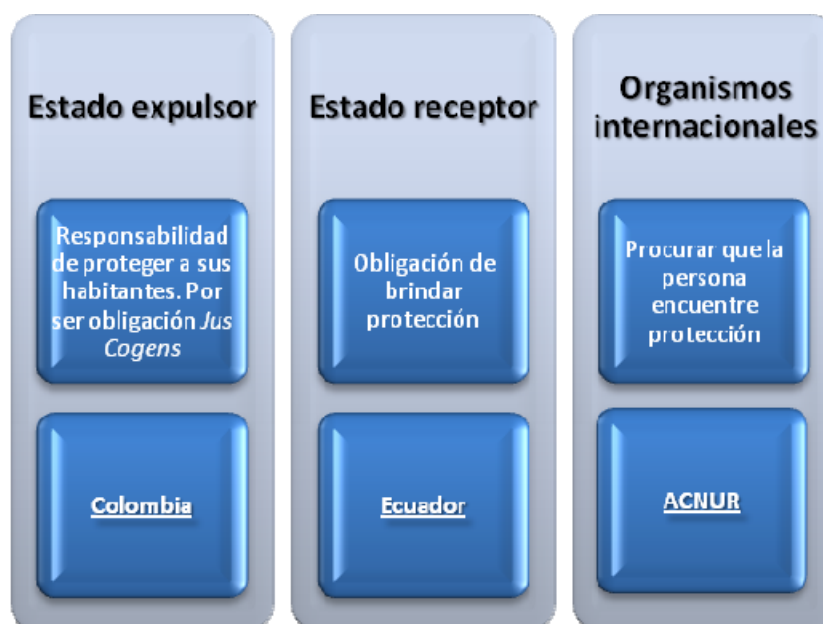 Estado expulsor
Responsabilidad
de proteger a sus
habitantes. Por
ser obligación Jus
Cogens
Colombia
Estado receptor
Obligación de
brindar
protección
Ecuador
Organismos
internacionales
Procurar que la
persona
encuentre
protección
ACNUR